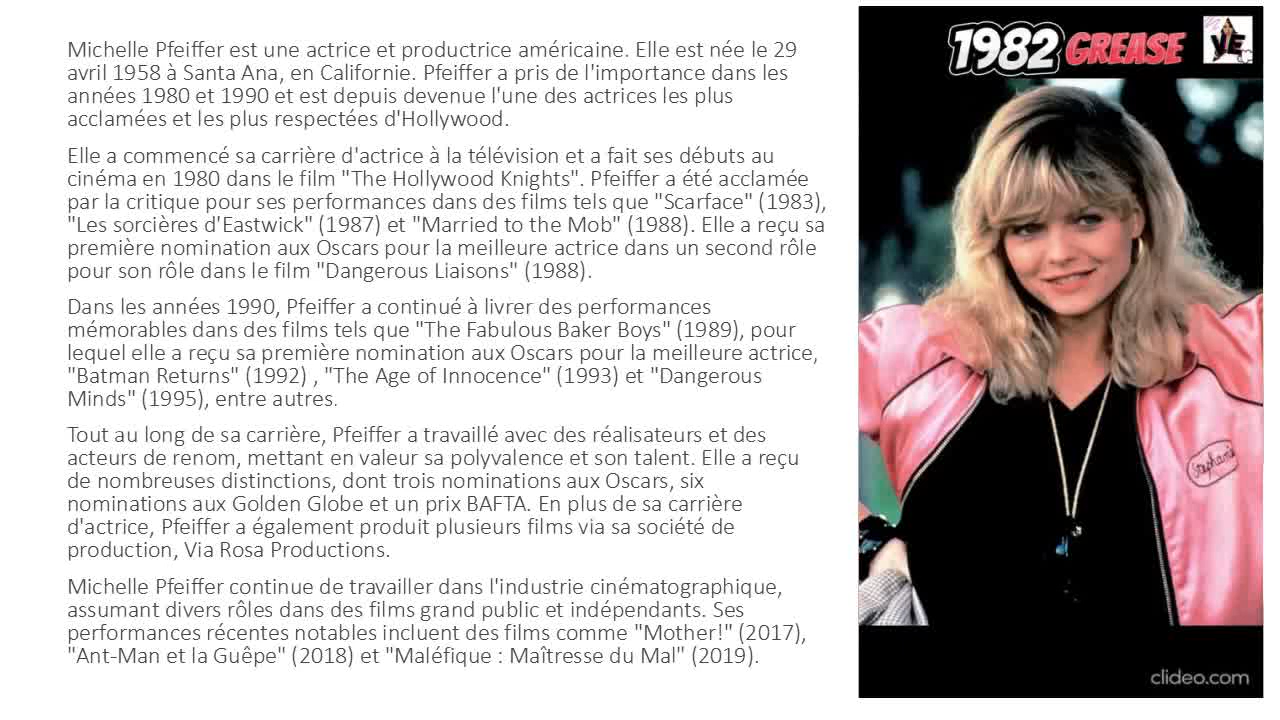 Michelle Pfeiffer est une actrice et productrice américaine. Elle est née le 29
avril 1958 à Santa Ana, en Californie. Pfeiffer a pris de l'importance dans les
années 1980 et 1990 et est depuis devenue l'une des actrices les plus
acclamées et les plus respectées d'Hollywood.
Elle a commencé sa carrière d'actrice à la télévision et a fait ses débuts au
cinéma en 1980 dans le film "The Hollywood Knights". Pfeiffer a été acclamée
par la critique pour ses performances dans des films tels que "Scarface" (1983),
"Les sorcières d'Eastwick" (1987) et "Married to the Mob" (1988). Elle a reçu sa
première nomination aux Oscars pour la meilleure actrice dans un second rôle
pour son rôle dans le film "Dangerous Liaisons" (1988).
Dans les années 1990, Pfeiffer a continué à livrer des performances
mémorables dans des films tels que "The Fabulous Baker Boys" (1989), pour
lequel elle a reçu sa première nomination aux Oscars pour la meilleure actrice,
"Batman Returns" (1992) , "The Age of Innocence" (1993) et "Dangerous
Minds" (1995), entre autres.
Tout au long de sa carrière, Pfeiffer a travaillé avec des réalisateurs et des
acteurs de renom, mettant en valeur sa polyvalence et son talent. Elle a reçu
de nombreuses distinctions, dont trois nominations aux Oscars, six
nominations aux Golden Globe et un prix BAFTA. En plus de sa carrière
d'actrice, Pfeiffer a également produit plusieurs films via sa société de
production, Via Rosa Productions.
Michelle Pfeiffer continue de travailler dans l'industrie cinématographique,
assumant divers rôles dans des films grand public et indépendants. Ses
performances récentes notables incluent des films comme "Mother!" (2017),
"Ant-Man et la Guêpe" (2018) et "Maléfique : Maîtresse du Mal" (2019).
1982 GREASE
Stephanie
clideo.com